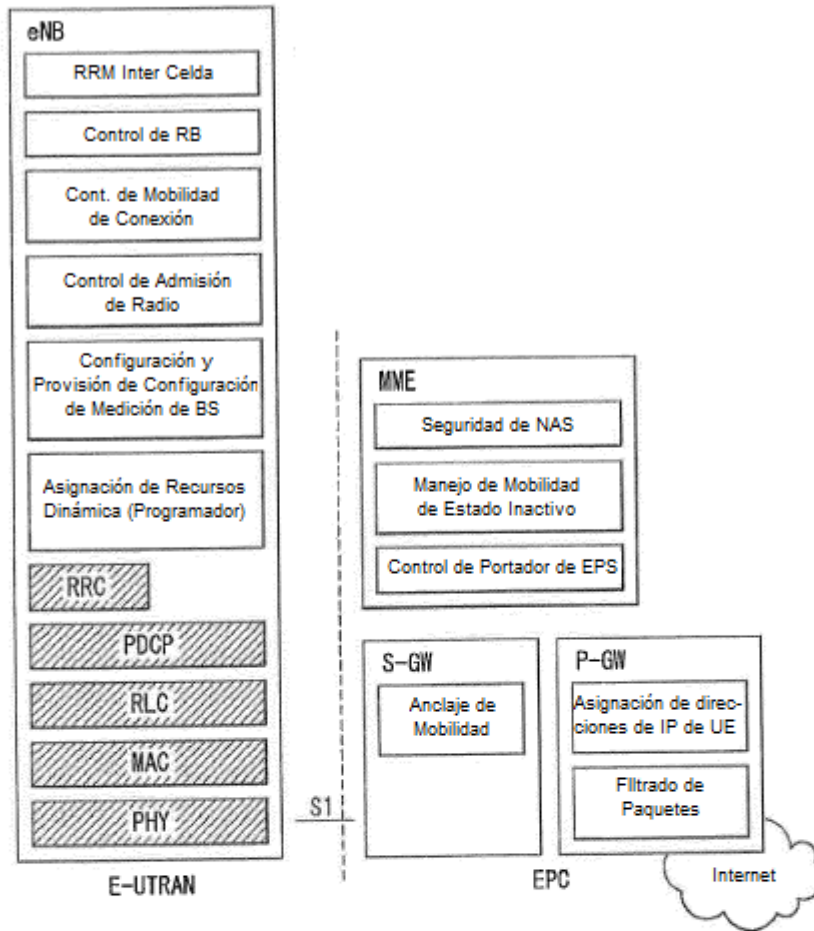 eNB
RRM Inter Celda
Control de RB
Cont. de Mobilidad
de Conexión
Control de Admisión
de Radio
Configuración y
Provisión de Configuración
de Medición de BS
Asignación de Recursos
Dinámica (Programador)
RRC
PDCP
RLC
MAC
PHY
E-UTRAN
S1
MME
Seguridad de NAS
Manejo de Mobilidad
de Estado Inactivo
Control de Portador de EPS
S-GW
Anclaje de
Mobilidad
P-GW
Asignación de direc-
ciones de IP de UE
FIltrado de
Paquetes
EPC
Internet